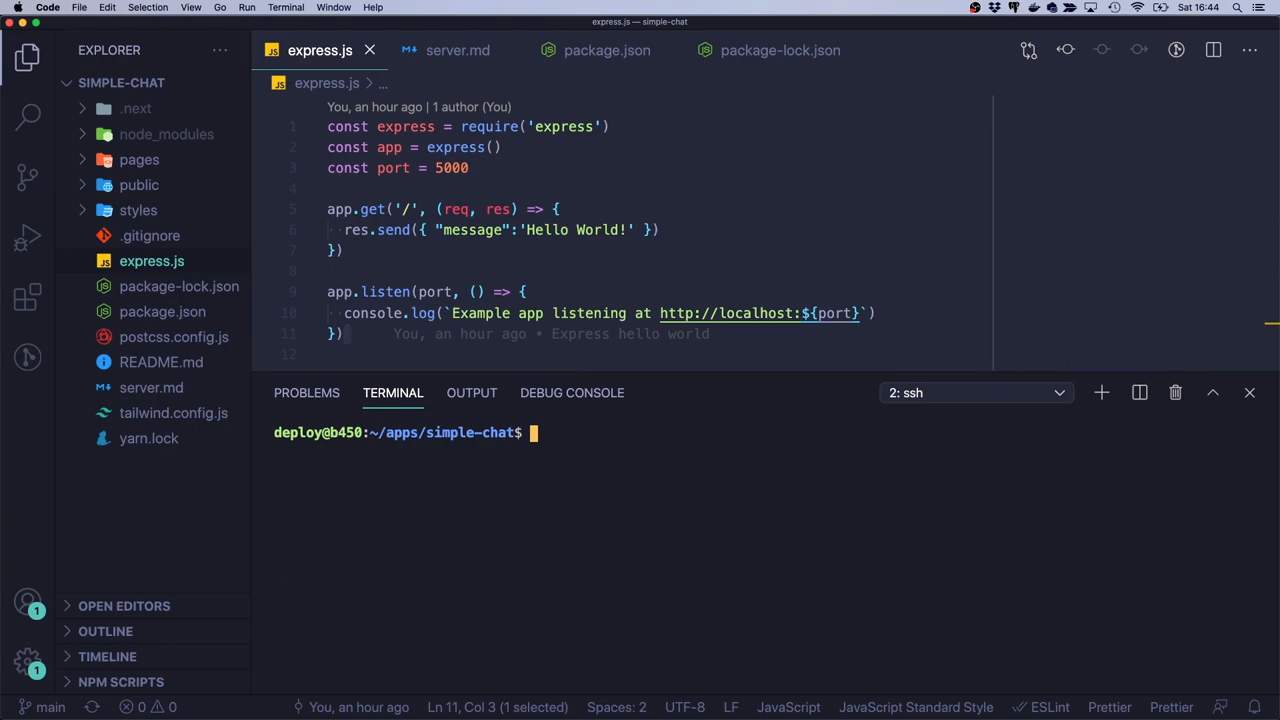 Code File Edit Selection View Go Run Terminal Window Help Sat 16:44
express.js — simple-chat
EXPLORER
SIMPLE-CHAT
.next
node_modules
pages
public
styles
.gitignore
express.js
package-lock.json
package.json
postcss.config.js
README.md
server.md
tailwind.config.js
yarn.lock
OPEN EDITORS
OUTLINE
TIMELINE
NPM SCRIPTS
1
1
JS express.js server.md package.json package-lock.json
JS express.js > ...
You, an hour ago | 1 author (You)
1 const express = require('express')
2 const app = express()
3 const port = 5000
4
5 app.get('/', (req, res) => {
6 ··res.send({ "message":'Hello World!' })
7 })
8
9 app.listen(port, () => {
10 ··console.log(`Example app listening at http://localhost:${port}`)
11 }) You, an hour ago • Express hello world
12
PROBLEMS TERMINAL OUTPUT DEBUG CONSOLE 2: ssh
deploy@b450:~/apps/simple-chat$
main 0 0 You, an hour ago Ln 11, Col 3 (1 selected) Spaces: 2 UTF-8 LF JavaScript JavaScript Standard Style ESLint Prettier Prettier